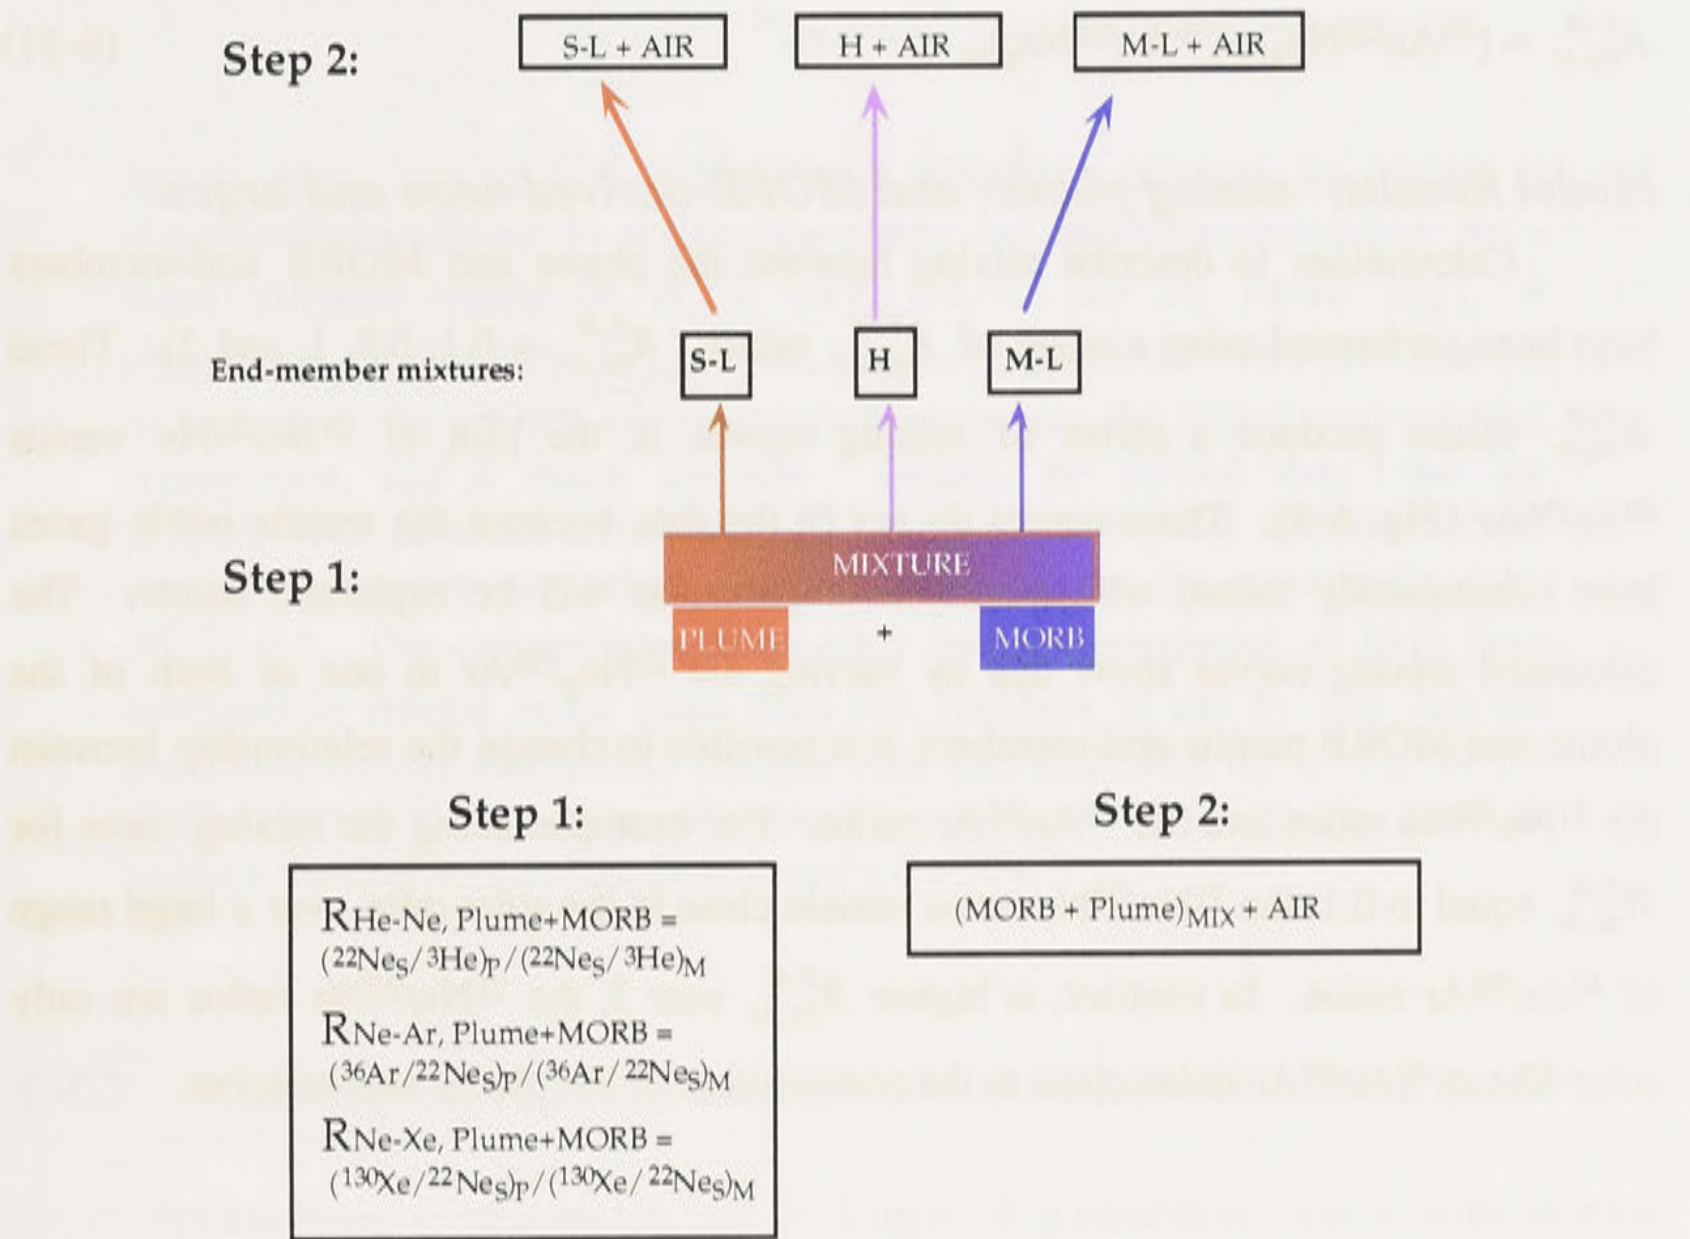 Step 2:
S-L + AIR
H + AIR
M-L + AIR
End-member mixtures:
S-L
H
M-L
Step 1:
MIXTURE
PLUME
+
MORB
Step 1:
RHe-Ne, Plume+MORB =
(22NeS/3He)P/(22NeS/3He)M
RNe-Ar, Plume+MORB =
(36Ar/22NeS)P/(36Ar/22NeS)M
RNe-Xe, Plume+MORB =
(130Xe/22NeS)P/(130Xe/22NeS)M
Step 2:
(MORB + Plume)MIX + AIR